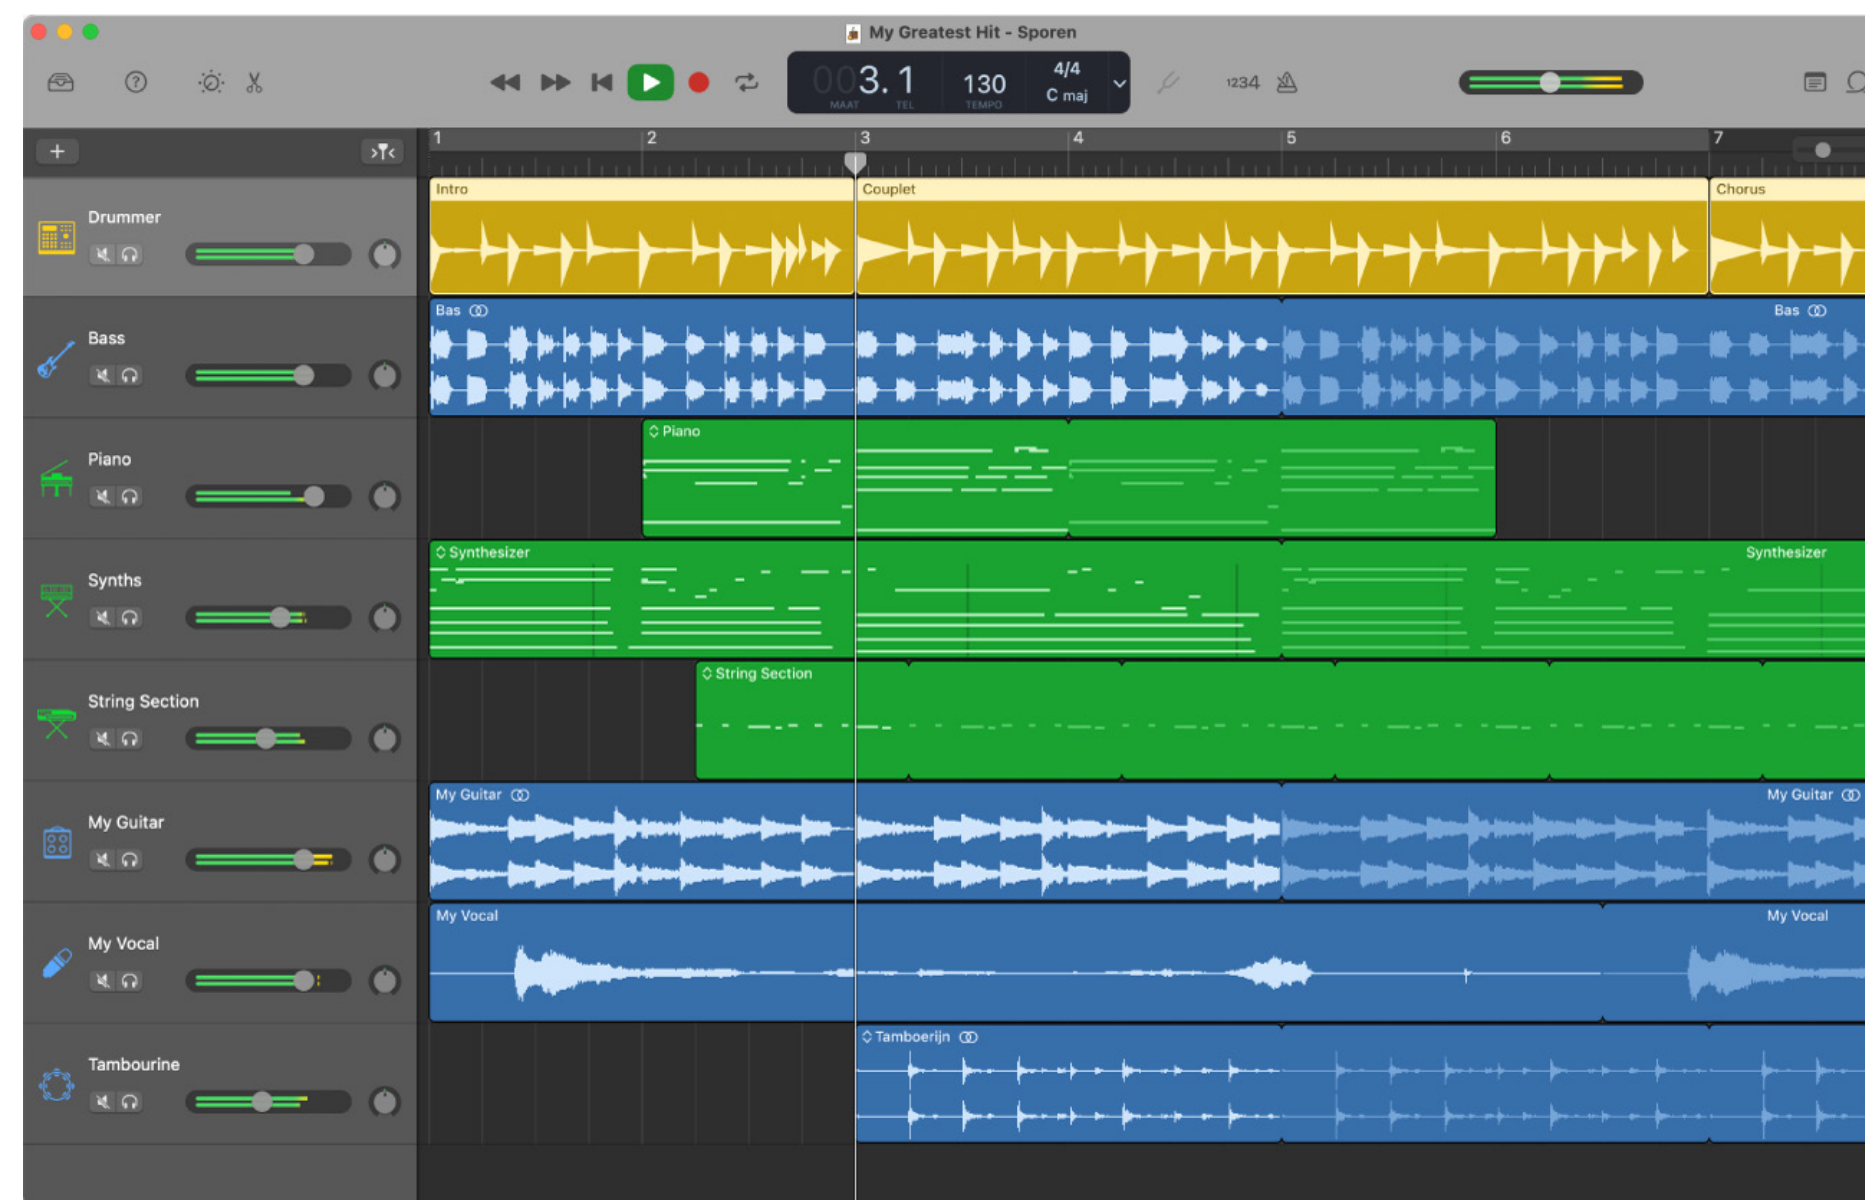 My Greatest Hit - Sporen
003.1
MAAT TEL
130
TEMPO
4/4
C maj
1234
1 2 3 4 5 6 7
Intro Couplet Chorus
Drummer
Bas Bas
Bass
Piano
Piano
Synthesizer Synthesizer
Synths
String Section
String Section
My Guitar My Guitar
My Guitar
My Vocal My Vocal
My Vocal
Tamboerijn
Tambourine